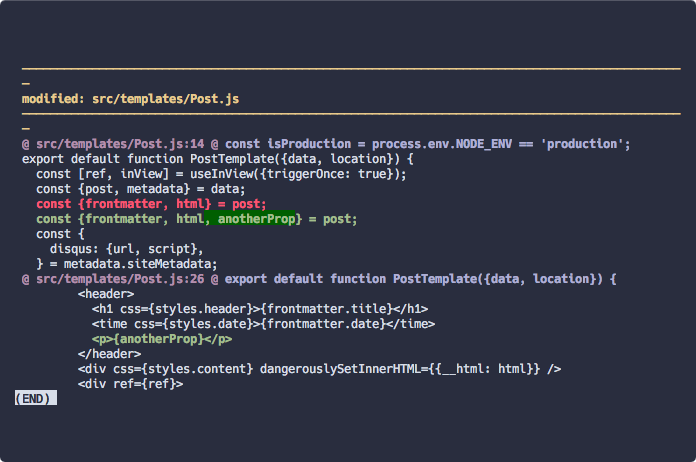 modified: src/templates/Post.js
@ src/templates/Post.js:14 @ const isProduction = process.env.NODE_ENV == 'production';
export default function PostTemplate({data, location}) {
  const [ref, inView] = useInView({triggerOnce: true});
  const {post, metadata} = data;
  const {frontmatter, html} = post;
  const {frontmatter, html, anotherProp} = post;
  const {
    disqus: {url, script},
  } = metadata.siteMetadata;
@ src/templates/Post.js:26 @ export default function PostTemplate({data, location}) {
        <header>
          <h1 css={styles.header}>{frontmatter.title}</h1>
          <time css={styles.date}>{frontmatter.date}</time>
          <p>{anotherProp}</p>
        </header>
        <div css={styles.content} dangerouslySetInnerHTML={{__html: html}} />
        <div ref={ref}>
(END)